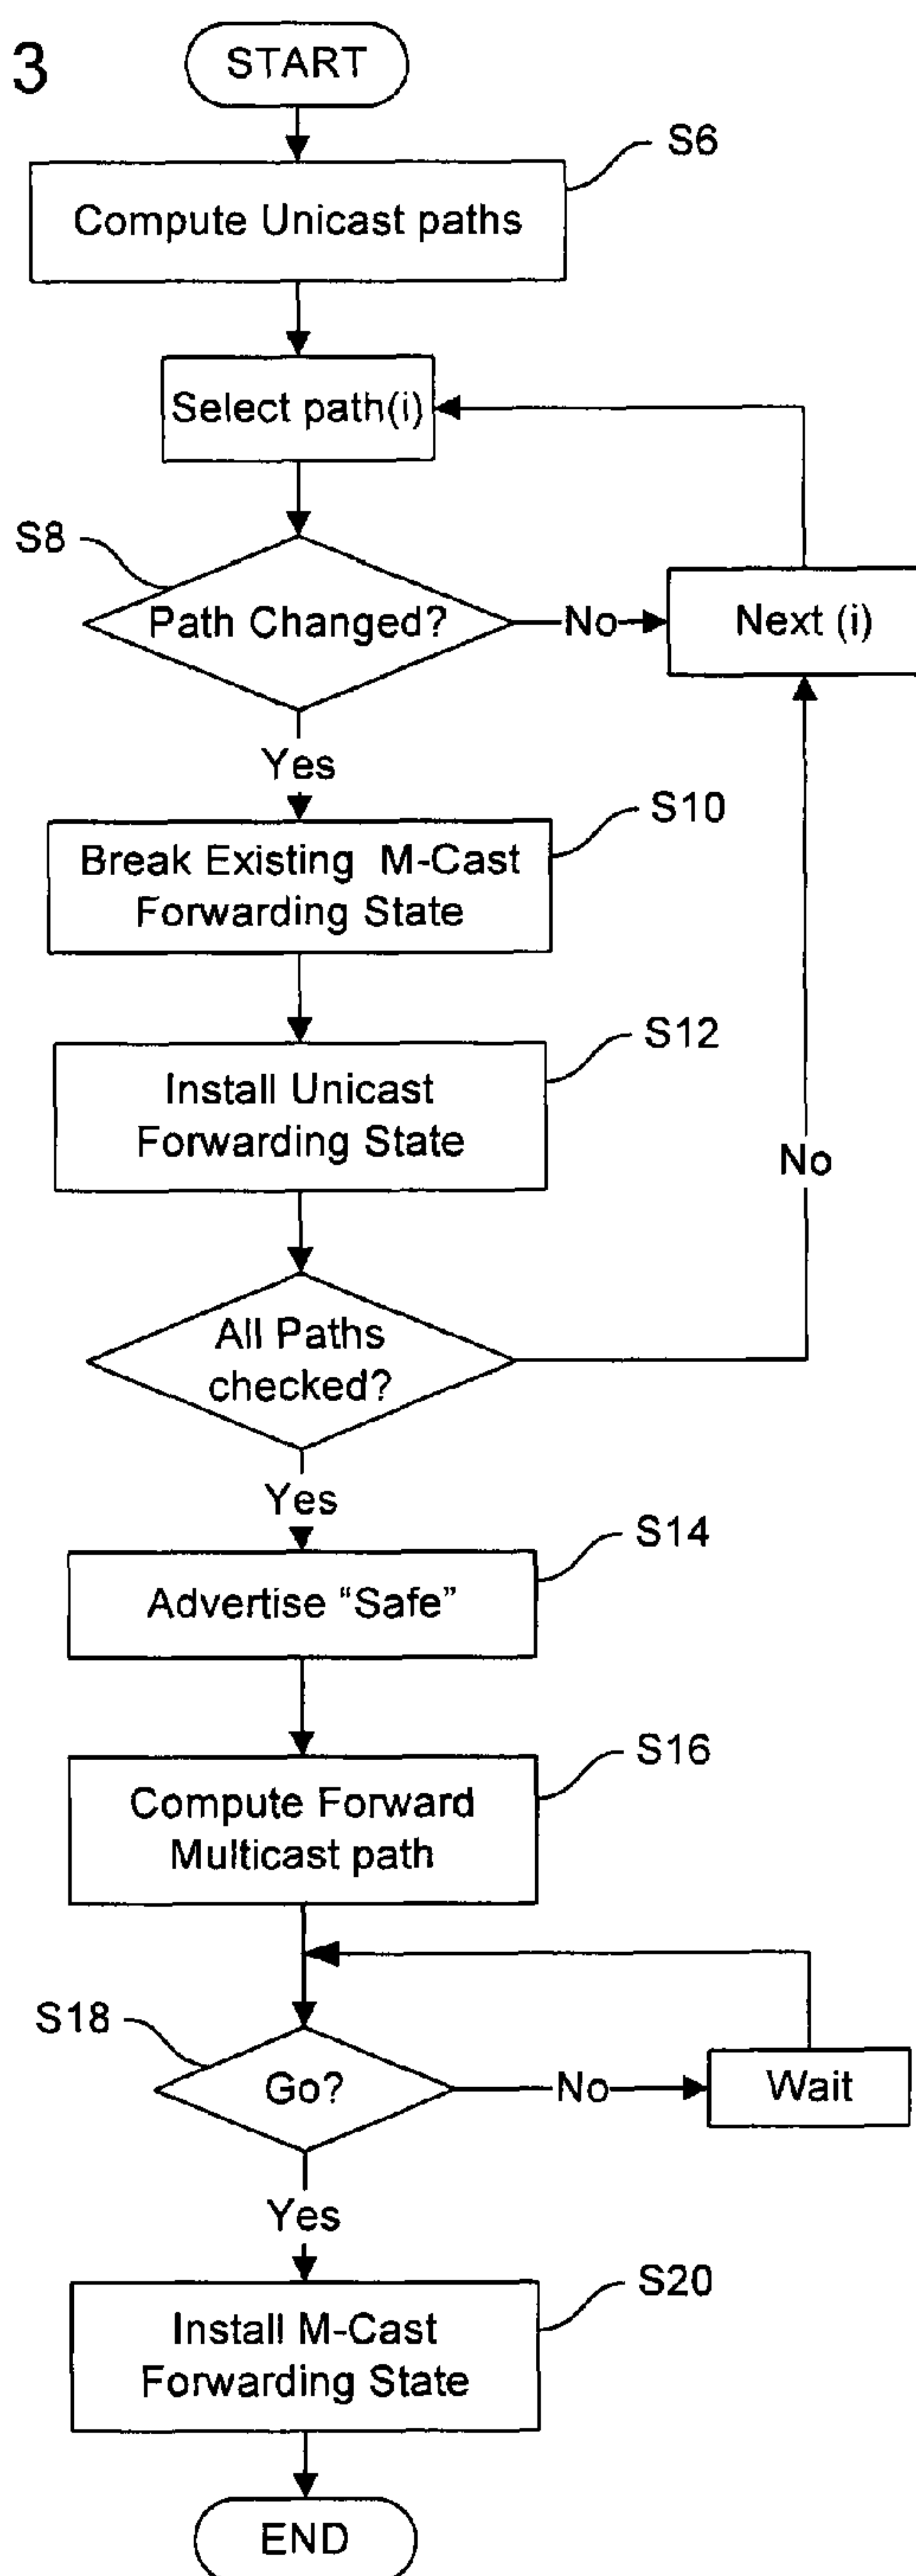 3
START
S6
Compute Unicast paths
Select path(i)
S8
Path Changed?
No
Next (i)
Yes
S10
Break Existing M-Cast
Forwarding State
S12
Install Unicast
Forwarding State
No
All Paths
checked?
Yes
S14
Advertise “Safe”
S16
Compute Forward
Multicast path
S18
Go?
No
Wait
Yes
S20
Install M-Cast
Forwarding State
END